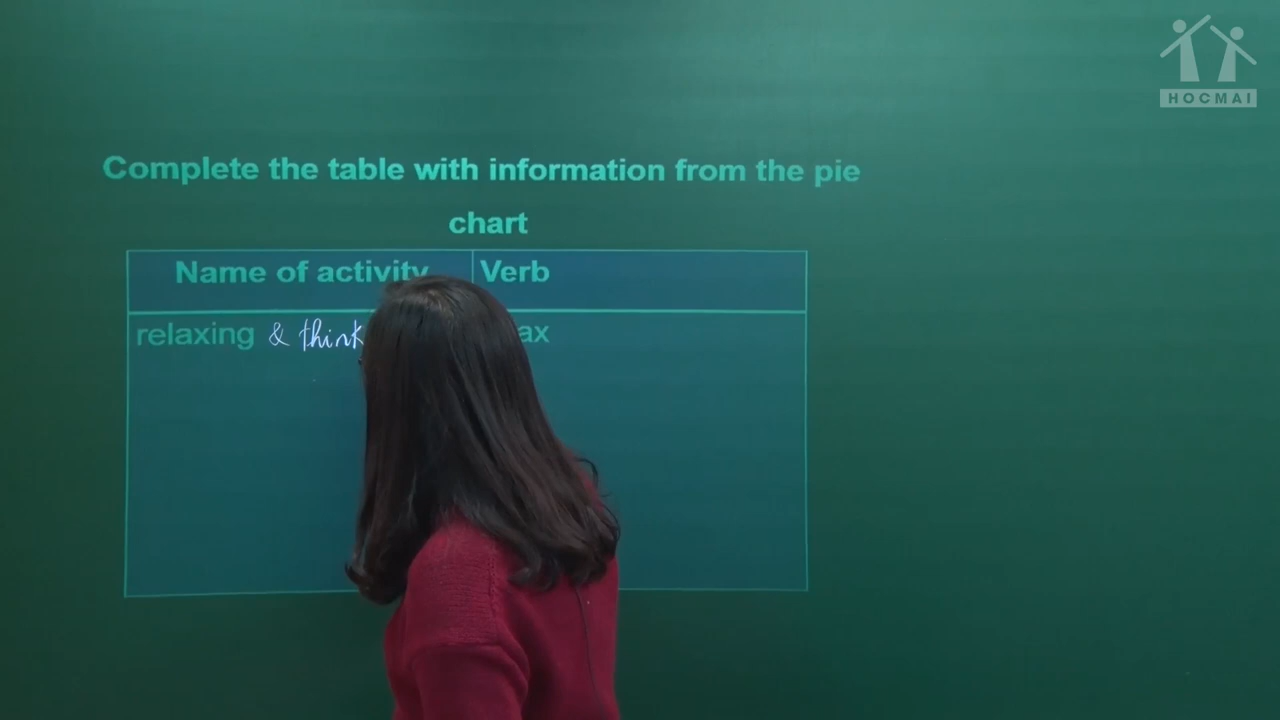 HOCMAI
Complete the table with information from the pie
chart
Name of activity Verb
relaxing & think